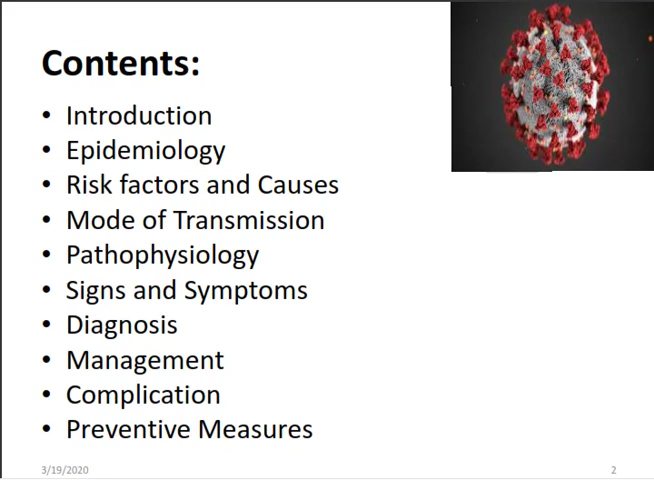 Contents:
• Introduction
• Epidemiology
• Risk factors and Causes
• Mode of Transmission
• Pathophysiology
• Signs and Symptoms
• Diagnosis
• Management
• Complication
• Preventive Measures
3/19/2020
2